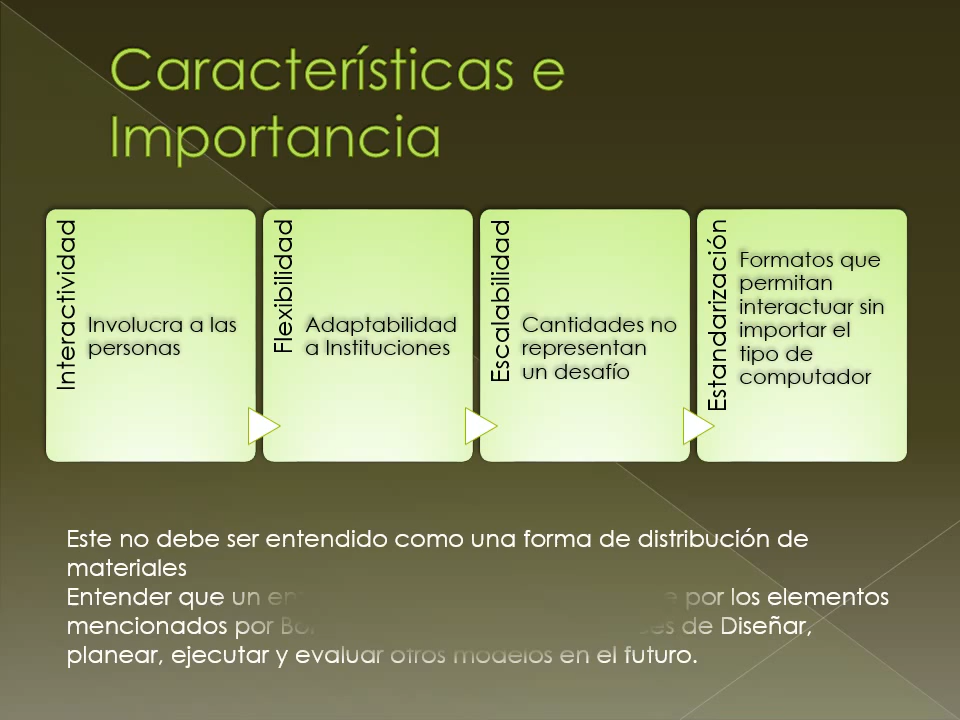 Características e
Importancia
Interactividad
Involucra a las
personas
Flexibilidad
Adaptabilidad
a Instituciones
Escalabilidad
Cantidades no
representan
un desafío
Estandarización
Formatos que
permitan
interactuar sin
importar el
tipo de
computador
Este no debe ser entendido como una forma de distribución de
materiales
Entender que un por los elementos
mencionados por de Diseñar,
planear, ejecutar y evaluar otros modelos en el futuro.